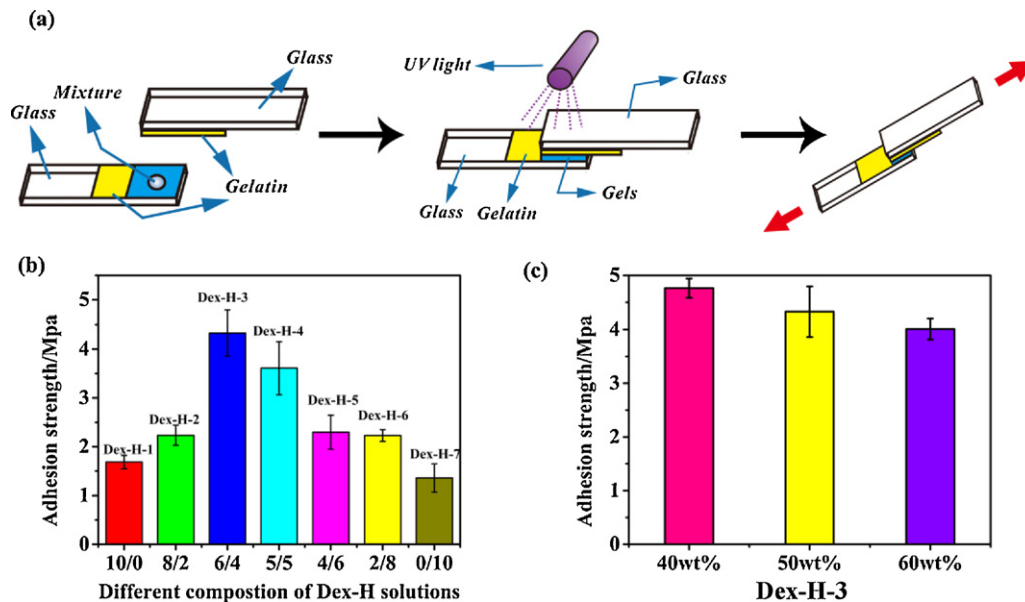 (a)
Glass
Mixture
Glass
Gelatin
UV light
Glass
Glass
Gelatin
Gels
(b)
Adhesion strength/Mpa
5
4
3
2
1
0
Dex-H-1
Dex-H-2
Dex-H-3
Dex-H-4
Dex-H-5
Dex-H-6
Dex-H-7
10/0 8/2 6/4 5/5 4/6 2/8 0/10
Different compostion of Dex-H solutions
(c)
Adhesion strength/Mpa
5
4
3
2
1
0
40wt% 50wt% 60wt%
Dex-H-3